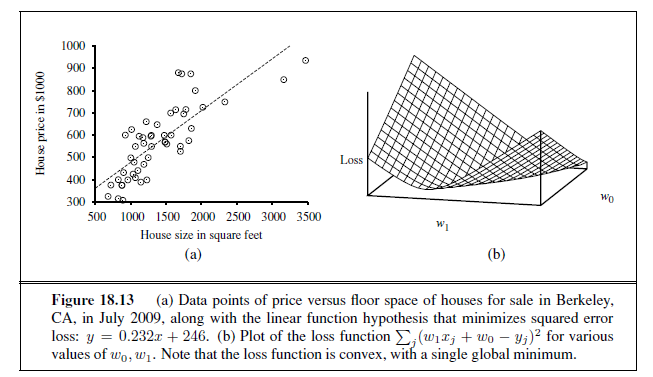 1000
900
800
700
600
500
400
300
House price in $1000
500 1000 1500 2000 2500 3000 3500
House size in square feet
(a)
Loss
w0
w1
(b)
Figure 18.13 (a) Data points of price versus floor space of houses for sale in Berkeley,
CA, in July 2009, along with the linear function hypothesis that minimizes squared error
loss: y = 0.232x + 246. (b) Plot of the loss function ∑j(w1xj + w0 − yj)² for various
values of w0, w1. Note that the loss function is convex, with a single global minimum.